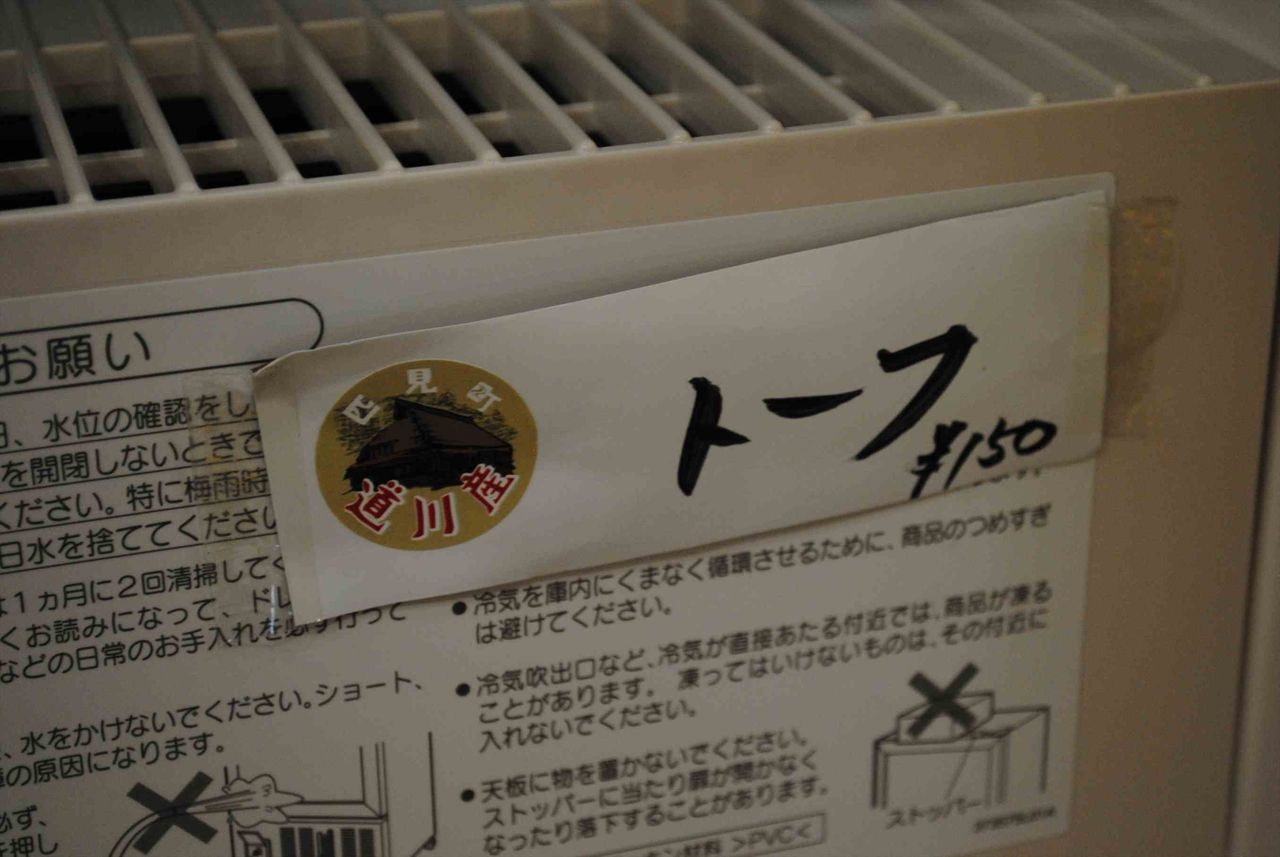 お願い
、水位の確認をし
を開閉しないときで
ください。特に梅雨時
日水を捨ててくださ
は1ヵ月に2回清掃して
くお読みになって、ドレ
などの日常のお手入れを必ず行って
、水をかけないでください。ショート、
の原因になります。
必ず、
を押し
匹見町
道川産
トーフ
¥150
●冷気を庫内にくまなく循環させるために、商品のつめすぎ
は避けてください。
●冷気吹出口など、冷気が直接あたる付近では、商品が凍る
ことがあります。凍ってはいけないものは、その付近に
入れないでください。
●天板に物を置かないでください。
ストッパーに当たり扉が開かなく
なったり落下することがあります。
ストッパー
材料 >PVC<